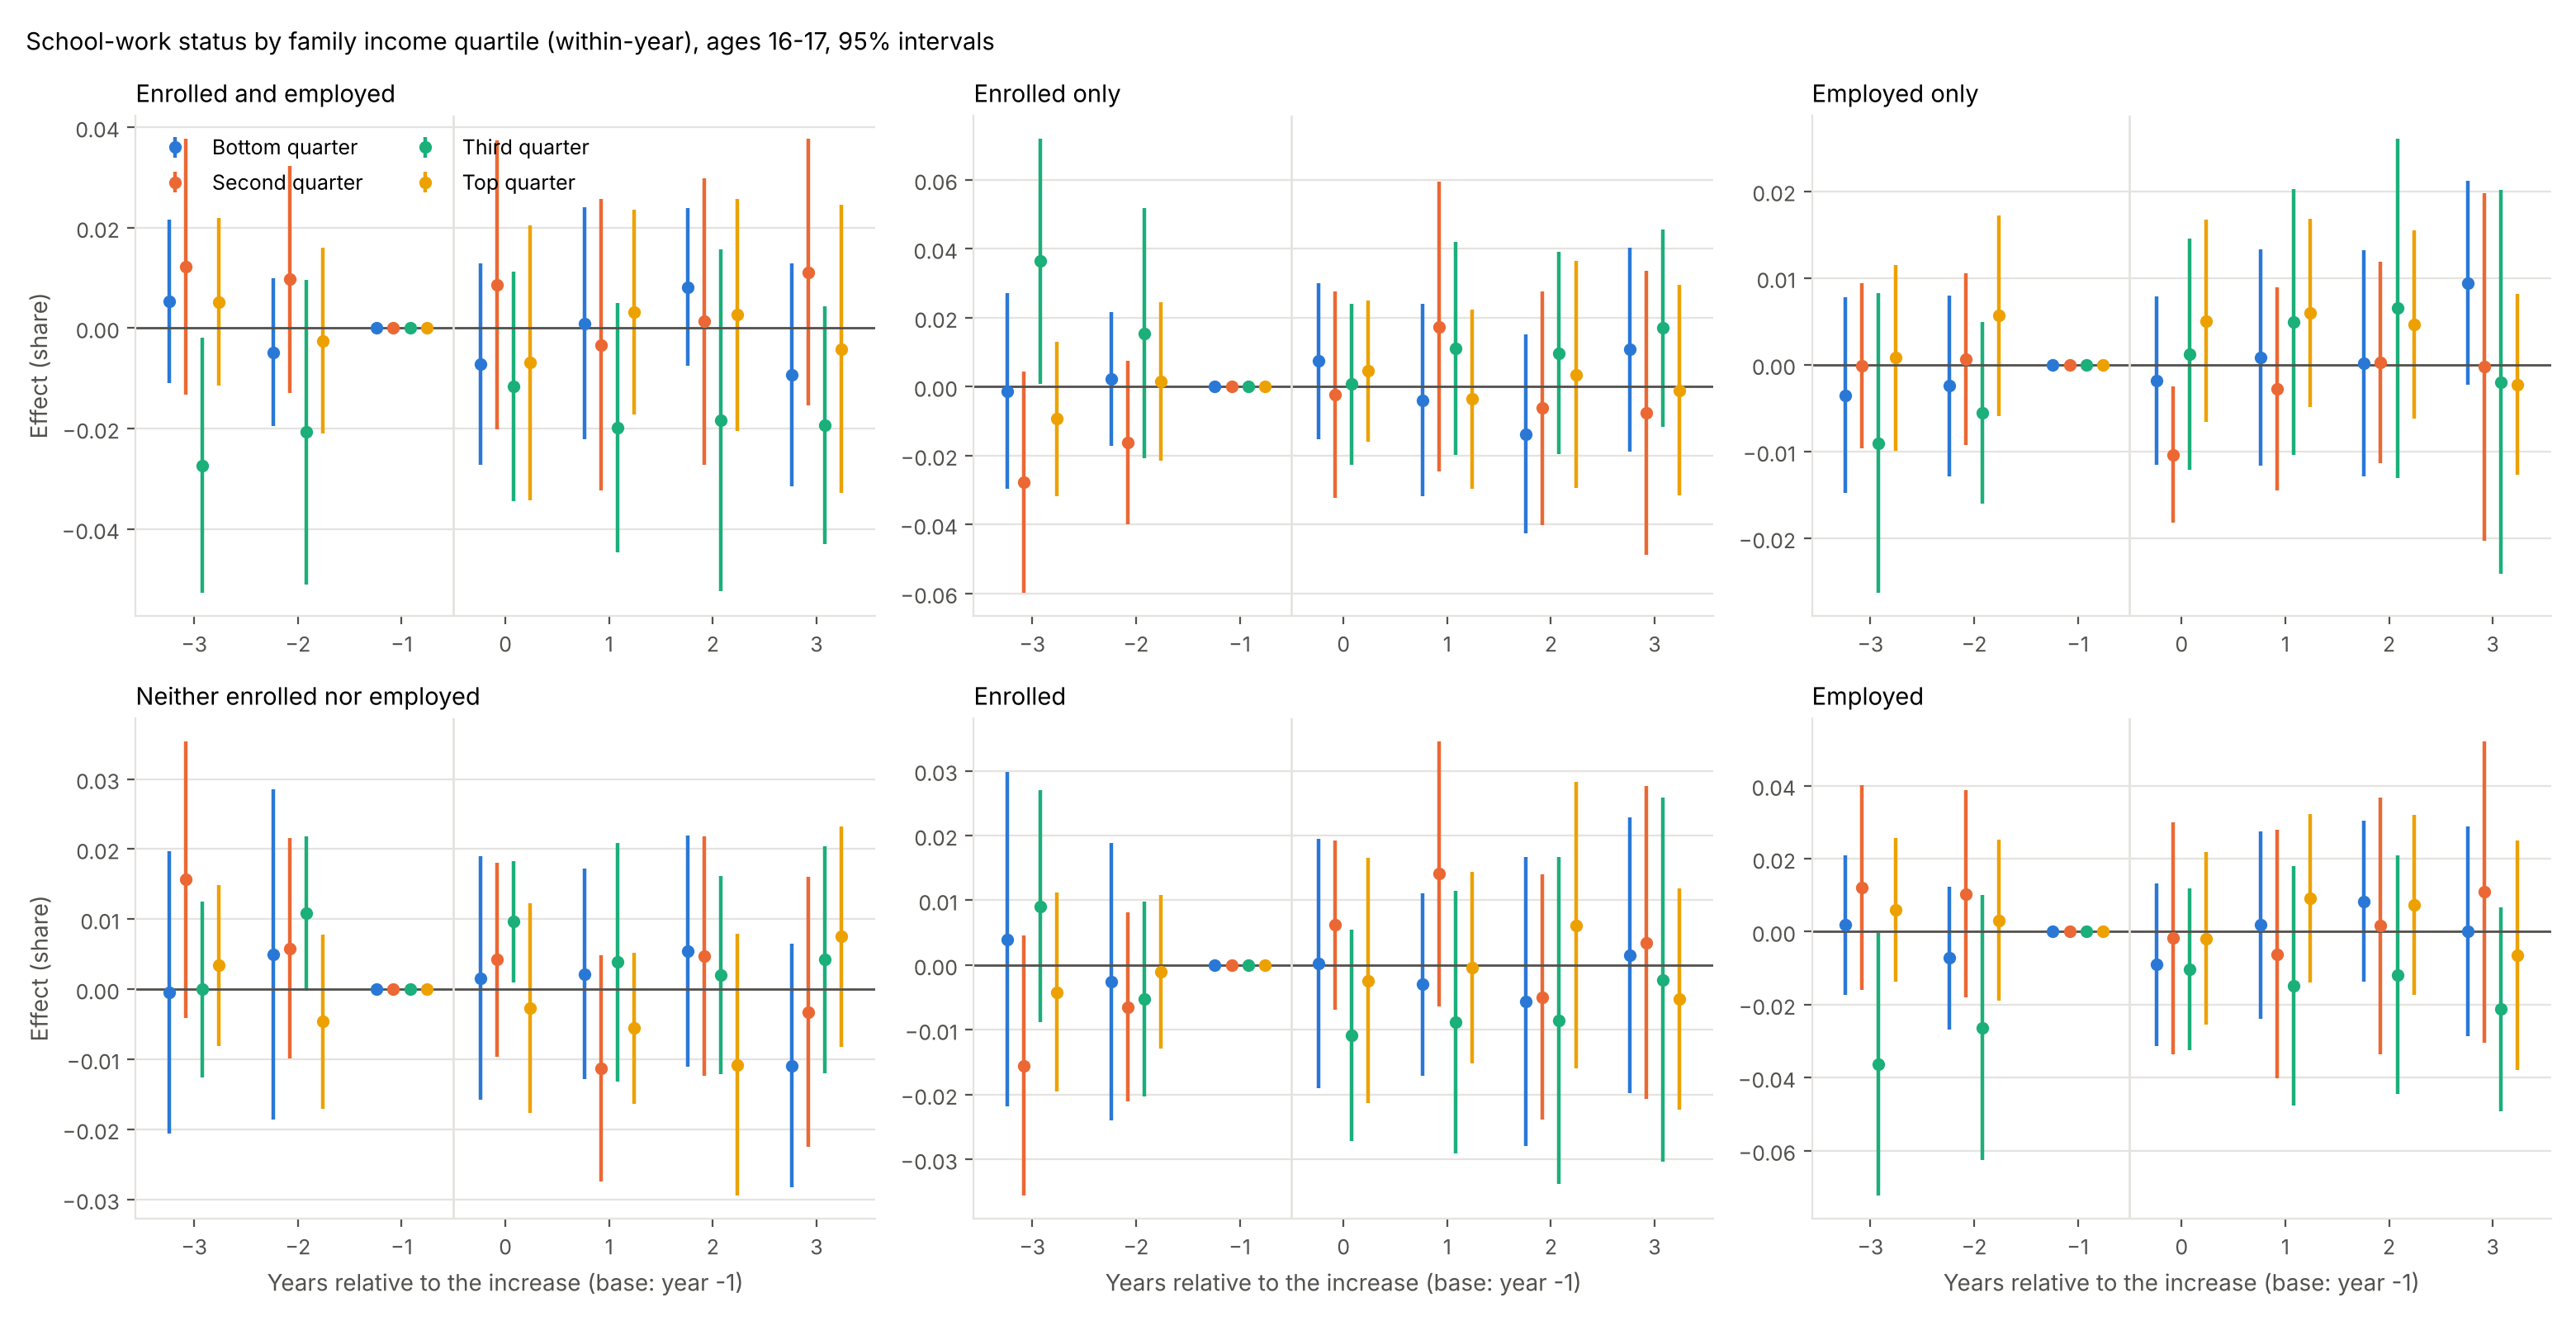 School-work status by family income quartile (within-year), ages 16-17, 95% intervals
Enrolled and employed
Enrolled only
Employed only
Bottom quarter
Third quarter
Second quarter
Top quarter
Effect (share)
0.04
0.02
0.00
−0.02
−0.04
−3 −2 −1 0 1 2 3
0.06
0.04
0.02
0.00
−0.02
−0.04
−0.06
−3 −2 −1 0 1 2 3
0.02
0.01
0.00
−0.01
−0.02
−3 −2 −1 0 1 2 3
Neither enrolled nor employed
Enrolled
Employed
Effect (share)
0.03
0.02
0.01
0.00
−0.01
−0.02
−0.03
−3 −2 −1 0 1 2 3
Years relative to the increase (base: year -1)
0.03
0.02
0.01
0.00
−0.01
−0.02
−0.03
−3 −2 −1 0 1 2 3
Years relative to the increase (base: year -1)
0.04
0.02
0.00
−0.02
−0.04
−0.06
−3 −2 −1 0 1 2 3
Years relative to the increase (base: year -1)